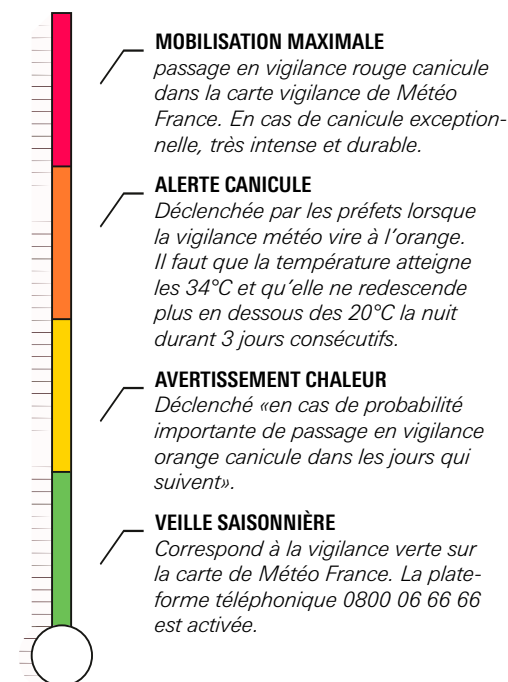 MOBILISATION MAXIMALE
passage en vigilance rouge canicule
dans la carte vigilance de Météo
France. En cas de canicule exception-
nelle, très intense et durable.
ALERTE CANICULE
Déclenchée par les préfets lorsque
la vigilance météo vire à l’orange.
Il faut que la température atteigne
les 34°C et qu’elle ne redescende
plus en dessous des 20°C la nuit
durant 3 jours consécutifs.
AVERTISSEMENT CHALEUR
Déclenché «en cas de probabilité
importante de passage en vigilance
orange canicule dans les jours qui
suivent».
VEILLE SAISONNIÈRE
Correspond à la vigilance verte sur
la carte de Météo France. La plate-
forme téléphonique 0800 06 66 66
est activée.